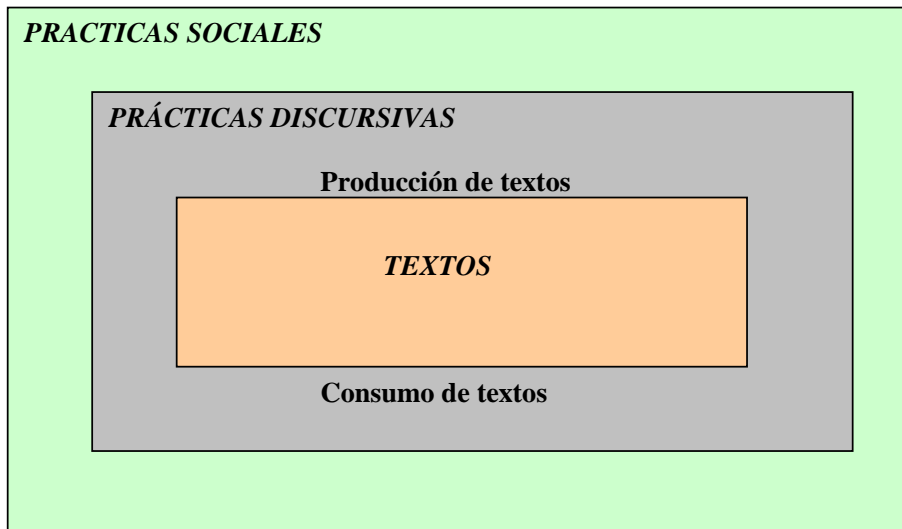 PRACTICAS SOCIALES
PRÁCTICAS DISCURSIVAS
Producción de textos
TEXTOS
Consumo de textos